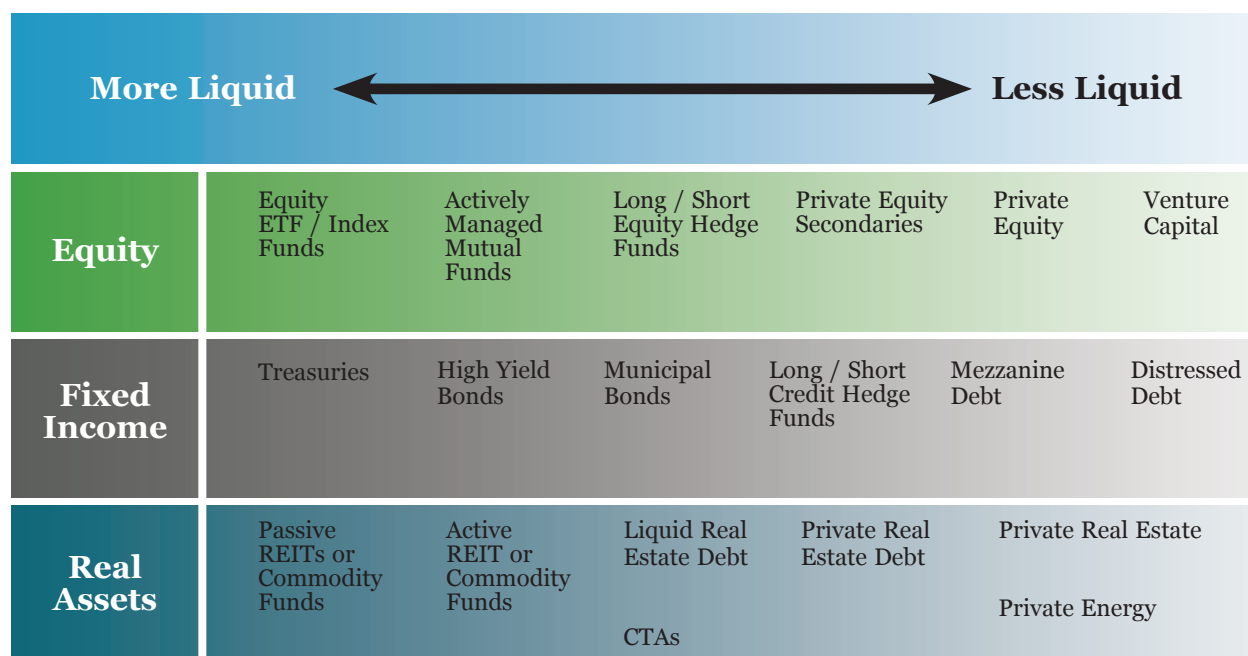 More Liquid
Less Liquid
Equity
Equity
ETF / Index
Funds
Actively
Managed
Mutual
Funds
Long / Short
Equity Hedge
Funds
Private Equity
Secondaries
Private
Equity
Venture
Capital
Fixed
Income
Treasuries
High Yield
Bonds
Municipal
Bonds
Long / Short
Credit Hedge
Funds
Mezzanine
Debt
Distressed
Debt
Real
Assets
Passive
REITs or
Commodity
Funds
Active
REIT or
Commodity
Funds
Liquid Real
Estate Debt
CTAs
Private Real
Estate Debt
Private Real Estate
Private Energy